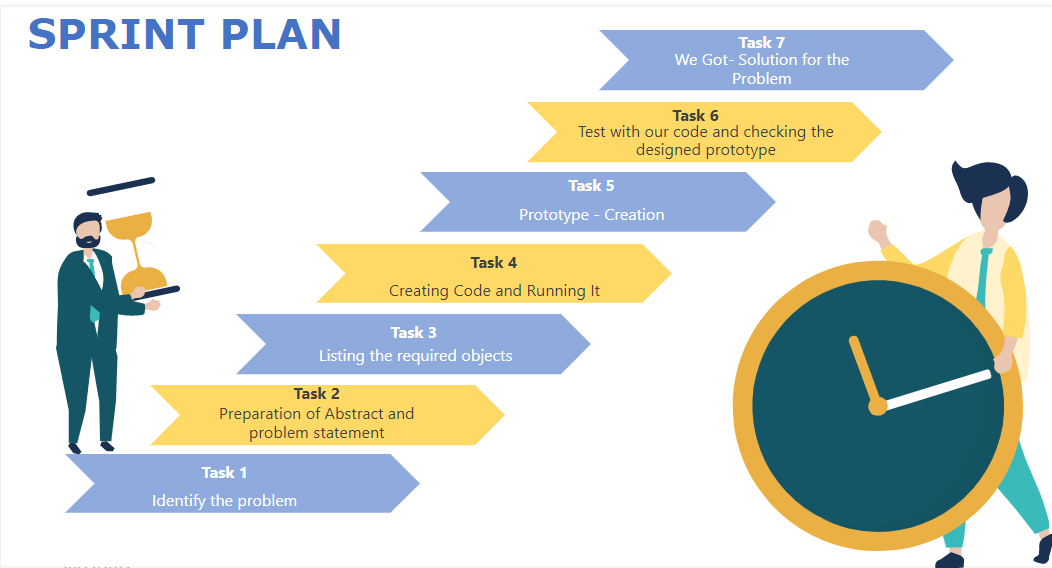 SPRINT PLAN
Task 7
We Got- Solution for the
Problem
Task 6
Test with our code and checking the
designed prototype
Task 5
Prototype - Creation
Task 4
Creating Code and Running It
Task 3
Listing the required objects
Task 2
Preparation of Abstract and
problem statement
Task 1
Identify the problem